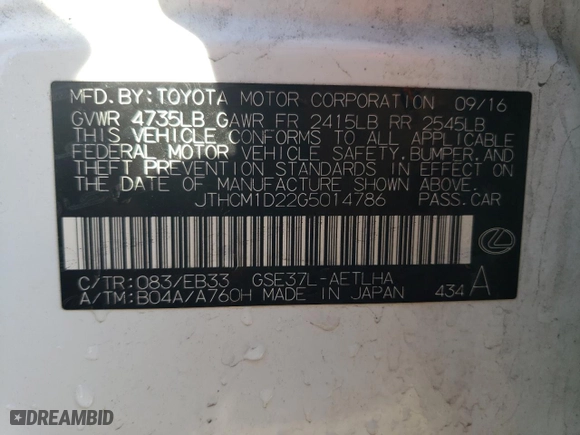 MFD.BY:TOYOTA MOTOR CORPORATION 09/16
GVWR 4735LB GAWR FR 2415LB RR 2545LB
THIS VEHICLE CONFORMS TO ALL APPLICABLE
FEDERAL MOTOR VEHICLE SAFETY,BUMPER,AND
THEFT PREVENTION STANDARDS IN EFFECT ON
THE DATE OF MANUFACTURE SHOWN ABOVE.
JTHCM1D22G5014786 PASS.CAR
C/TR:083/EB33 GSE37L-AETLHA
A/TM:B04A/A760H MADE IN JAPAN 434 A
DREAMBID